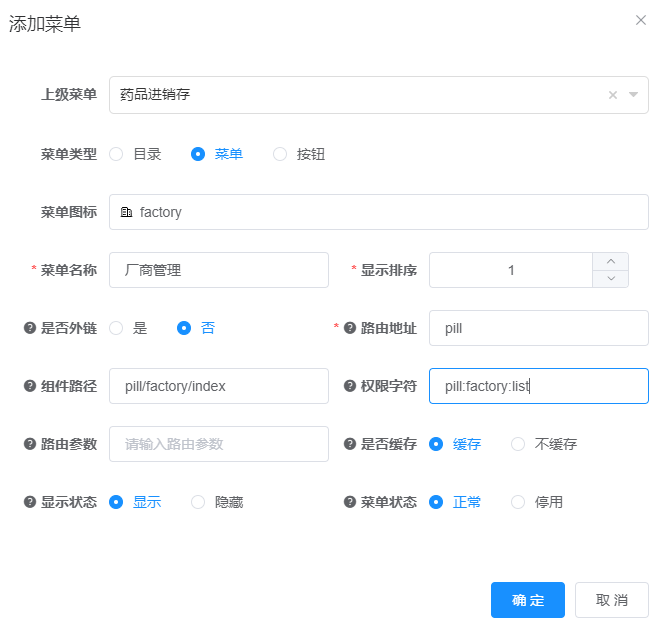 添加菜单
上级菜单 药品进销存
菜单类型 目录 菜单 按钮
菜单图标 factory
* 菜单名称 厂商管理 * 显示排序 1
是否外链 是 否 * 路由地址 pill
组件路径 pill/factory/index 权限字符 pill:factory:list
路由参数 请输入路由参数 是否缓存 缓存 不缓存
显示状态 显示 隐藏 菜单状态 正常 停用
确 定 取 消